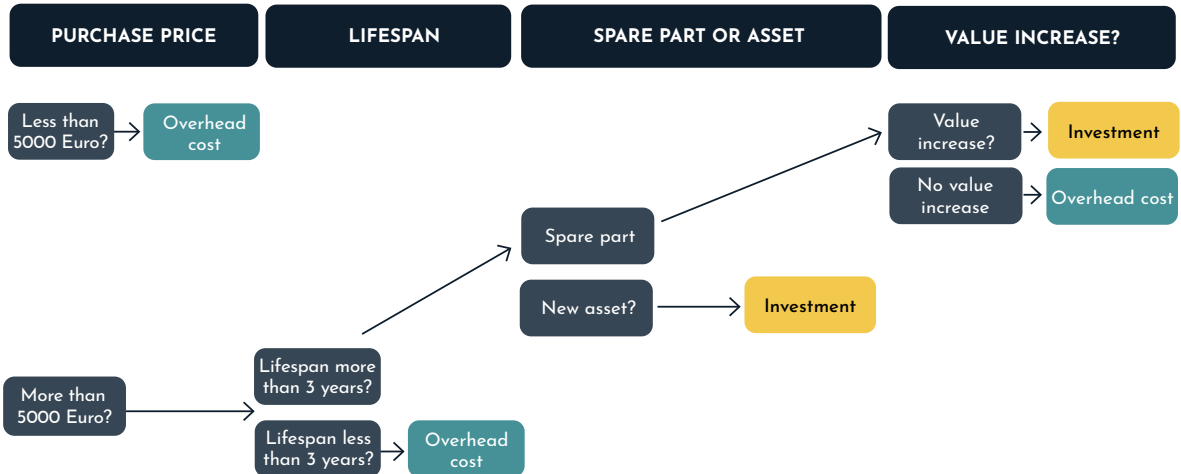 PURCHASE PRICE
LIFESPAN
SPARE PART OR ASSET
VALUE INCREASE?
Less than
5000 Euro?
Overhead
cost
Value
increase?
Investment
No value
increase
Overhead cost
Spare part
New asset?
Investment
Lifespan more
than 3 years?
More than
5000 Euro?
Lifespan less
than 3 years?
Overhead
cost